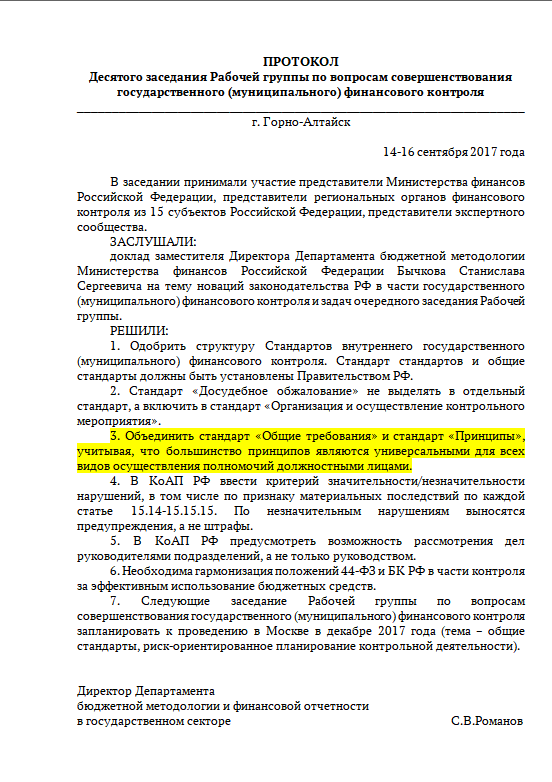 ПРОТОКОЛ
Десятого заседания Рабочей группы по вопросам совершенствования
государственного (муниципального) финансового контроля
г. Горно-Алтайск
14-16 сентября 2017 года
В заседании принимали участие представители Министерства финансов
Российской Федерации, представители региональных органов финансового
контроля из 15 субъектов Российской Федерации, представители экспертного
сообщества.
ЗАСЛУШАЛИ:
доклад заместителя Директора Департамента бюджетной методологии
Министерства финансов Российской Федерации Бычкова Станислава
Сергеевича на тему новаций законодательства РФ в части государственного
(муниципального) финансового контроля и задач очередного заседания Рабочей
группы.
РЕШИЛИ:
1. Одобрить структуру Стандартов внутреннего государственного
(муниципального) финансового контроля. Стандарт стандартов и общие
стандарты должны быть установлены Правительством РФ.
2. Стандарт «Досудебное обжалование» не выделять в отдельный
стандарт, а включить в стандарт «Организация и осуществление контрольного
мероприятия».
3. Объединить стандарт «Общие требования» и стандарт «Принципы»,
учитывая, что большинство принципов являются универсальными для всех
видов осуществления полномочий должностными лицами.
4. В КоАП РФ ввести критерий значительности/незначительности
нарушений, в том числе по признаку материальных последствий по каждой
статье 15.14-15.15.15. По незначительным нарушениям выносятся
предупреждения, а не штрафы.
5. В КоАП РФ предусмотреть возможность рассмотрения дел
руководителями подразделений, а не только руководством.
6. Необходима гармонизация положений 44-ФЗ и БК РФ в части контроля
за эффективным использование бюджетных средств.
7. Следующие заседание Рабочей группы по вопросам
совершенствования государственного (муниципального) финансового контроля
запланировать к проведению в Москве в декабре 2017 года (тема – общие
стандарты, риск-ориентированное планирование контрольной деятельности).
Директор Департамента
бюджетной методологии и финансовой отчетности
в государственном секторе С.В.Романов